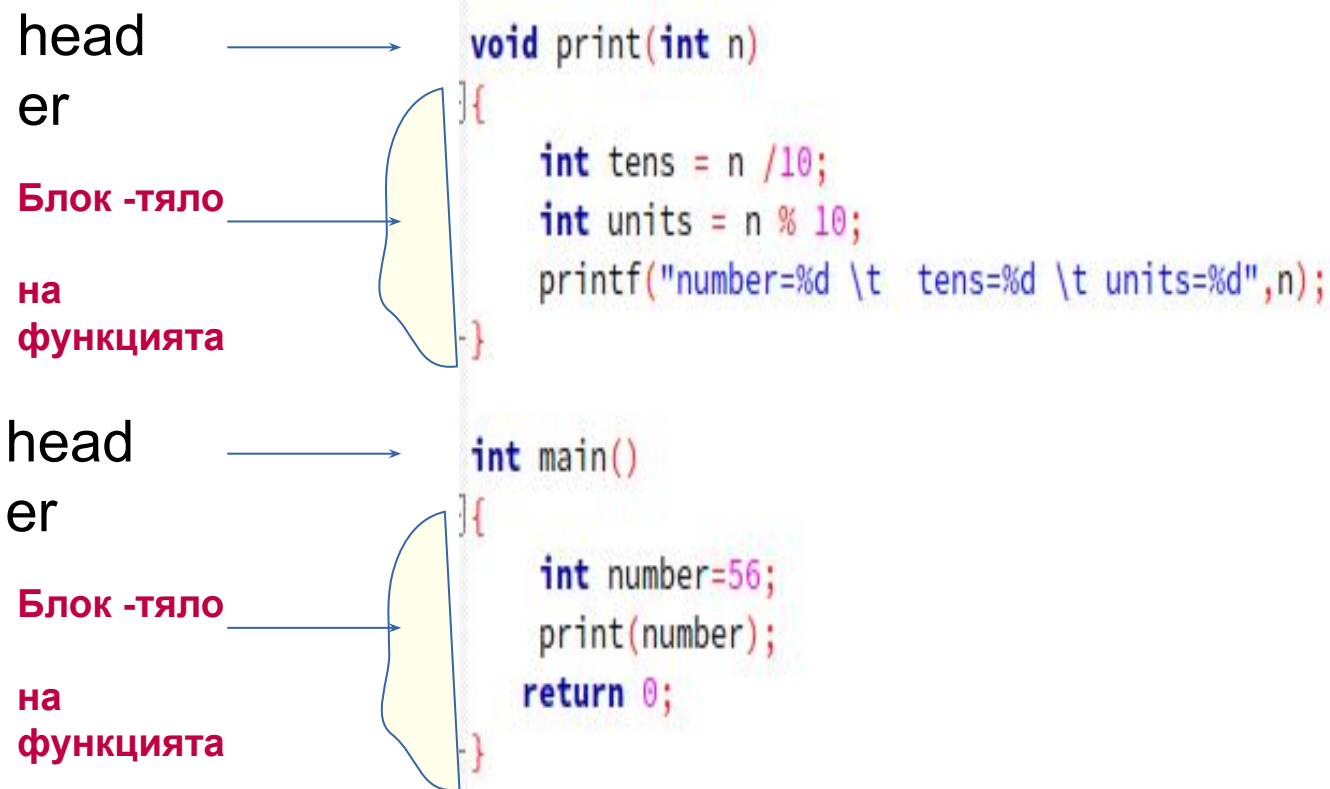 head
er
void print(int n)
{
Блок -тяло
на
функцията
int tens = n /10;
int units = n % 10;
printf("number=%d \t  tens=%d \t units=%d",n);
}
head
er
int main()
{
Блок -тяло
на
функцията
int number=56;
print(number);
return 0;
}